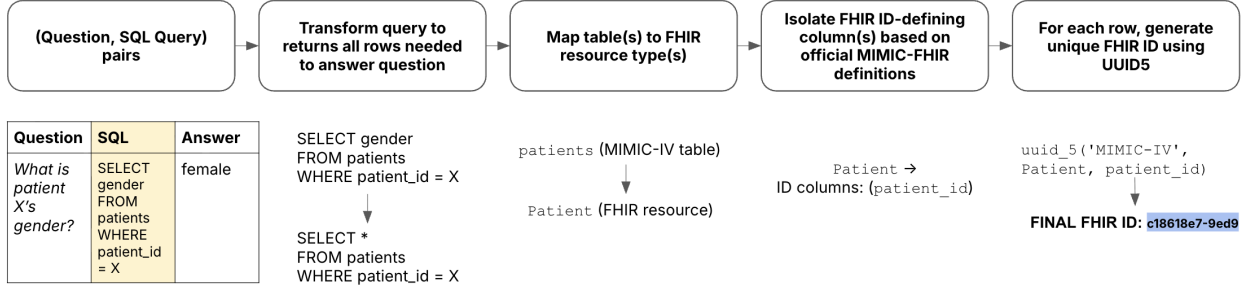 (Question, SQL Query)
pairs
Transform query to
returns all rows needed
to answer question
Map table(s) to FHIR
resource type(s)
Isolate FHIR ID-defining
column(s) based on
official MIMIC-FHIR
definitions
For each row, generate
unique FHIR ID using
UUID5
Question SQL Answer
What is
patient
X's
gender?
SELECT
gender
FROM
patients
WHERE
patient_id
= X
female
SELECT gender
FROM patients
WHERE patient_id = X
SELECT *
FROM patients
WHERE patient_id = X
patients (MIMIC-IV table)
Patient (FHIR resource)
Patient →
ID columns: (patient_id)
uuid_5('MIMIC-IV',
Patient, patient_id)
FINAL FHIR ID: c18618e7-9ed9